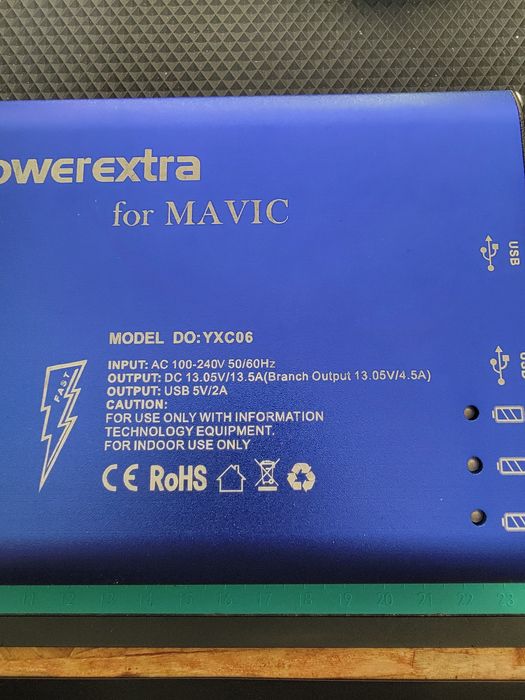 owerextra
for MAVIC
USB
MODEL DO:YXC06
INPUT: AC 100-240V 50/60Hz
OUTPUT: DC 13.05V/13.5A(Branch Output 13.05V/4.5A)
OUTPUT: USB 5V/2A
CAUTION:
FOR USE ONLY WITH INFORMATION
TECHNOLOGY EQUIPMENT.
FOR INDOOR USE ONLY
FAST
USB
CE RoHS
11 12 13 14 15 16 17 18 19 20 21 22 23